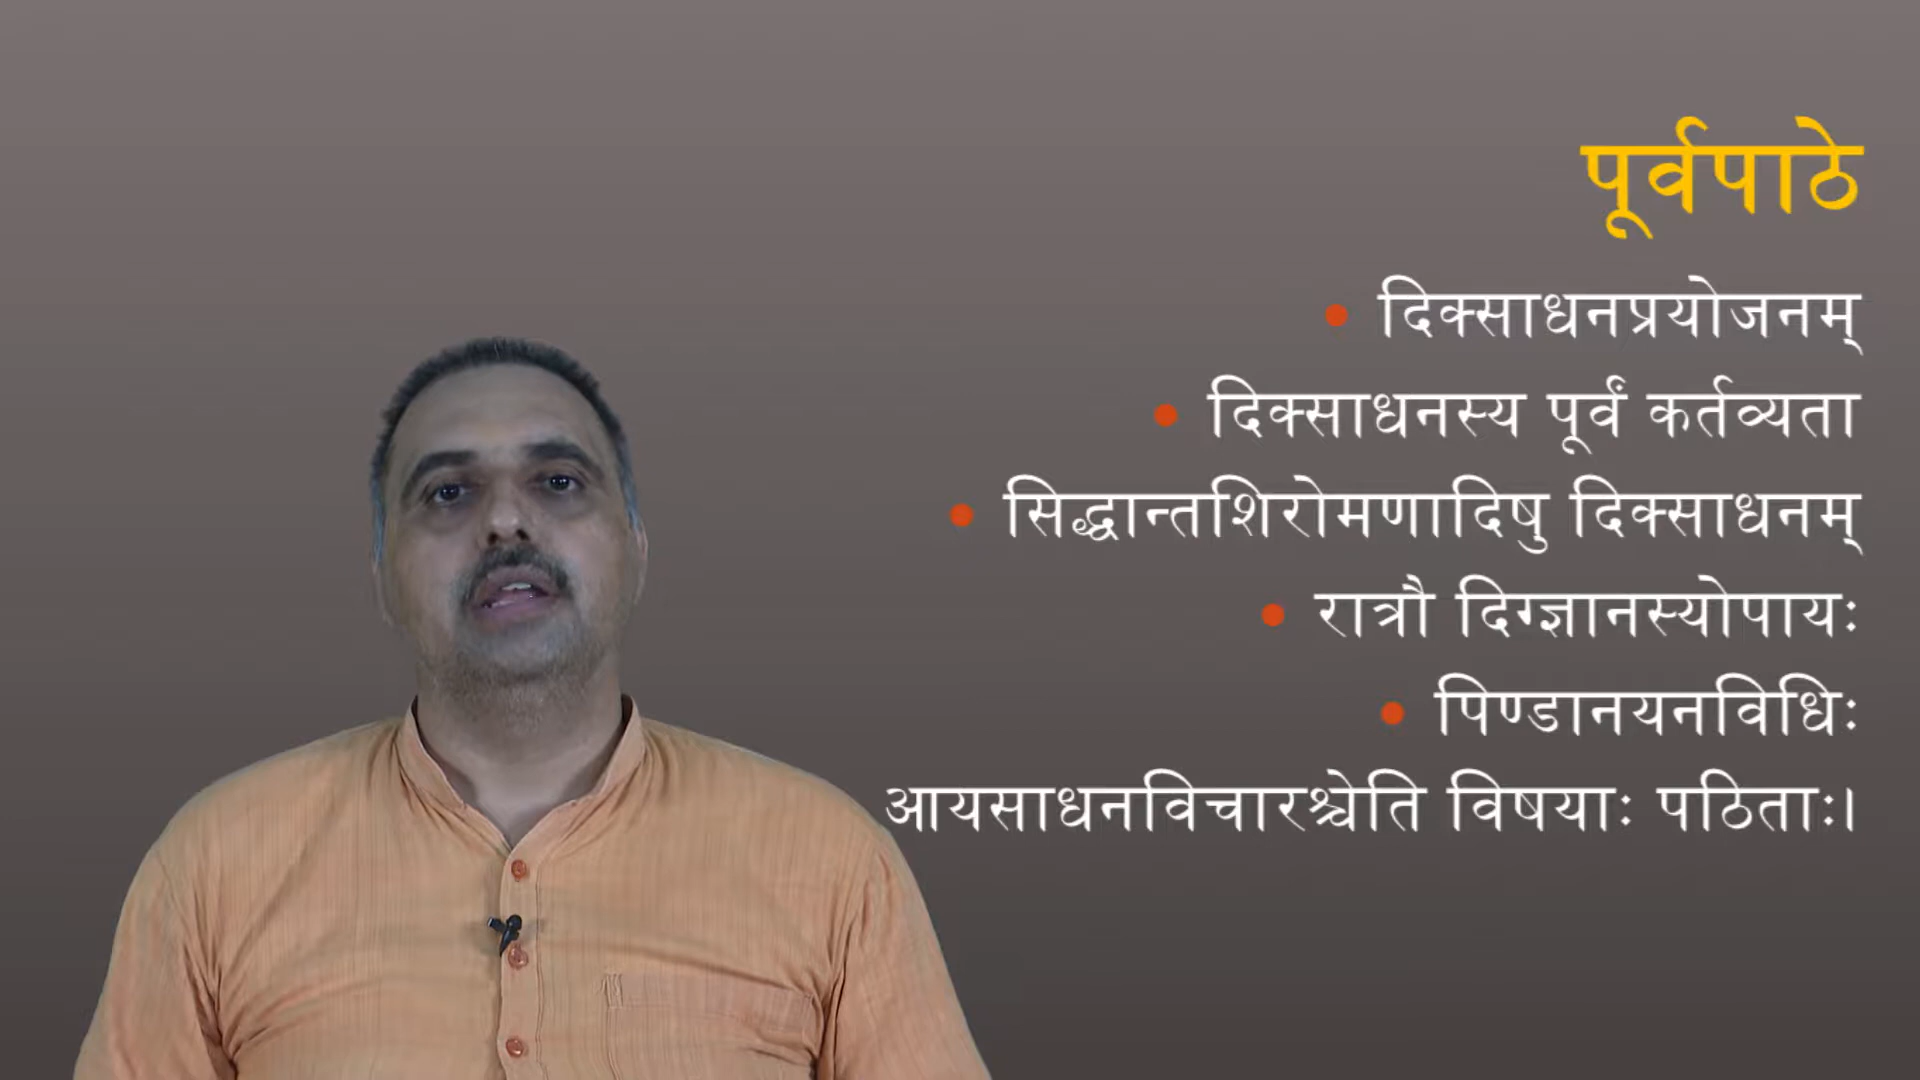 पूर्वपाठे
दिक्साधनप्रयोजनम्
दिक्साधनस्य पूर्वं कर्तव्यता
सिद्धान्तशिरोमणादिषु दिक्साधनम्
रात्रौ दिग्ज्ञानस्योपायः
पिण्डानयनविधिः
आयसाधनविचारश्चेति विषयाः पठिताः।